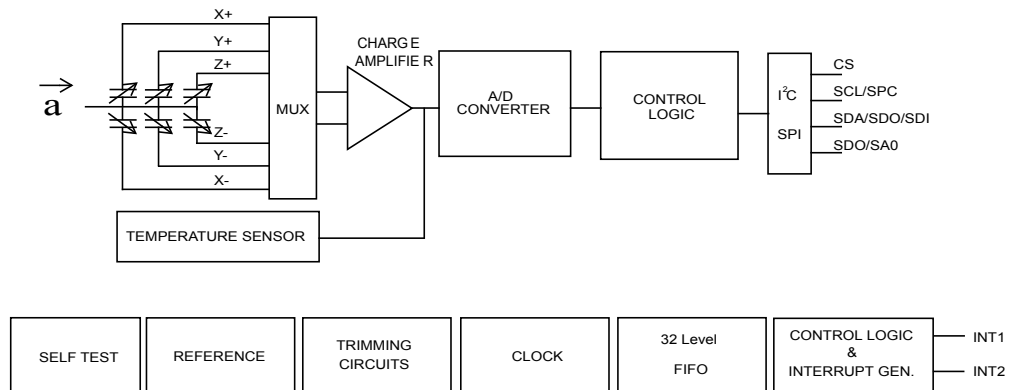 X+
Y+
Z+
CHARGE
AMPLIFIER
a
MUX
A/D
CONVERTER
CONTROL
LOGIC
I²C
SPI
CS
SCL/SPC
SDA/SDO/SDI
SDO/SA0
Z-
Y-
X-
TEMPERATURE SENSOR
SELF TEST
REFERENCE
TRIMMING
CIRCUITS
CLOCK
32 Level
FIFO
CONTROL LOGIC
&
INTERRUPT GEN.
INT1
INT2